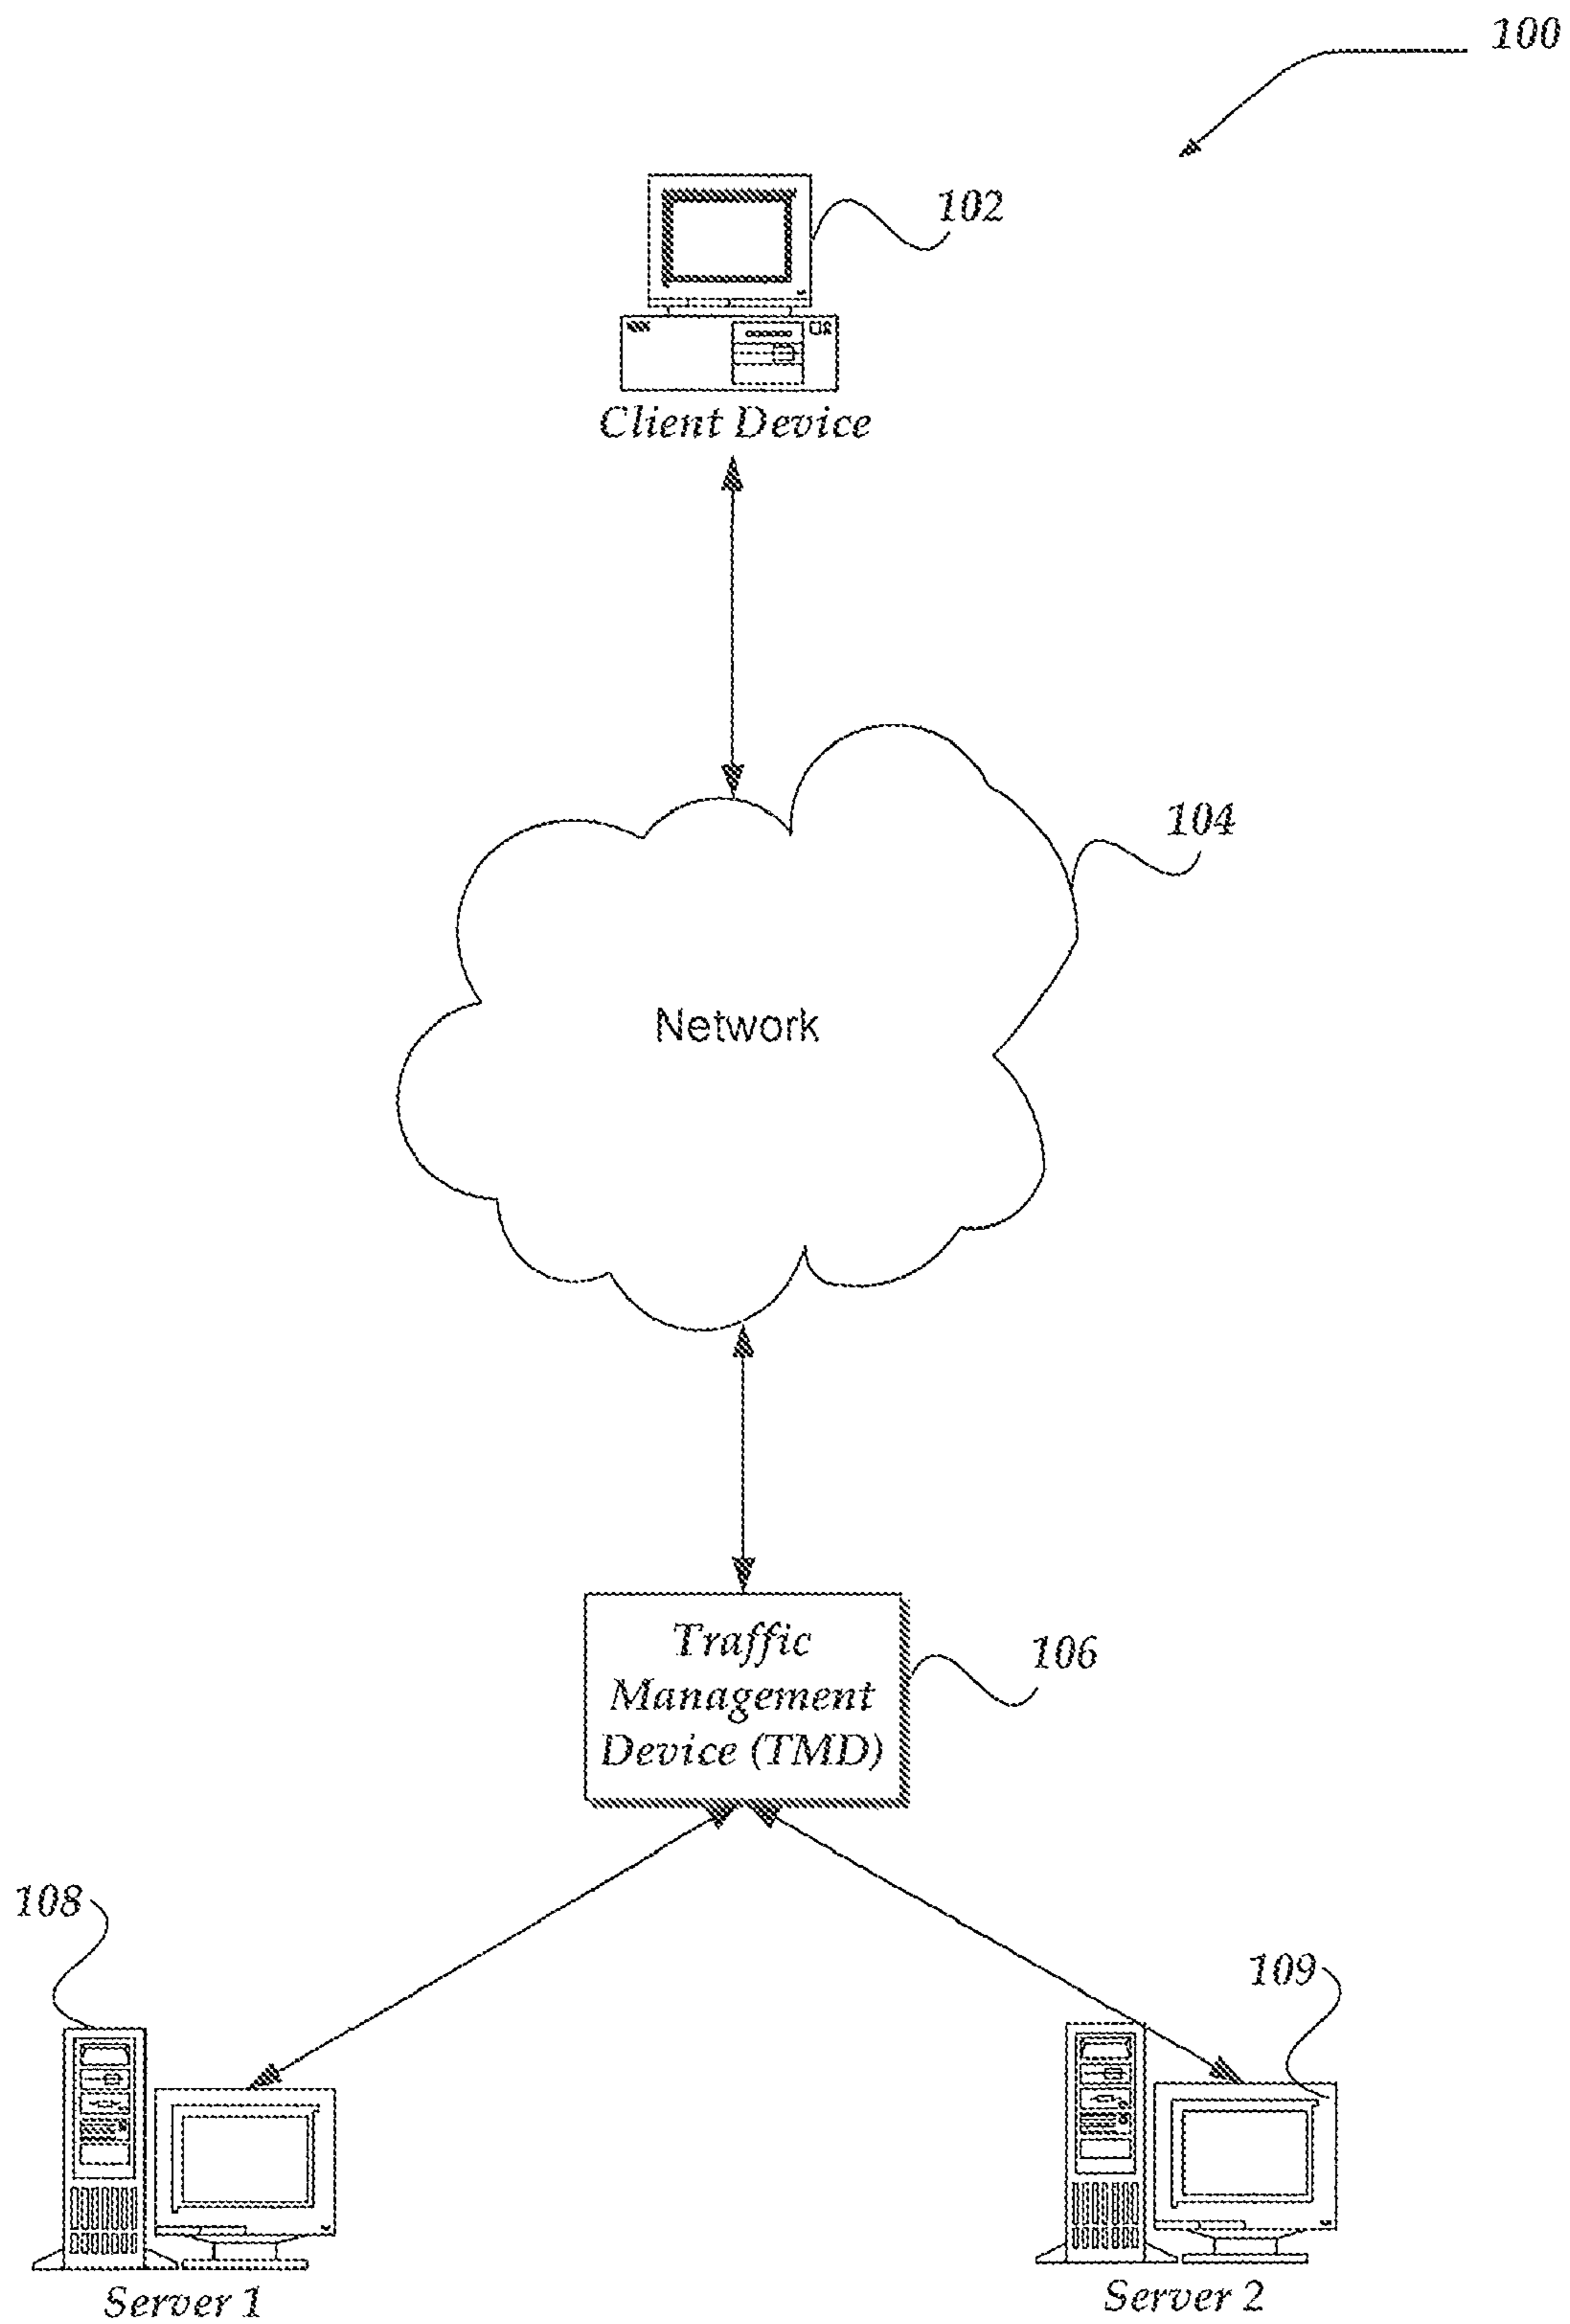 100
102
Client Device
104
Network
Traffic
Management
Device (TMD)
106
108
109
Server 1
Server 2